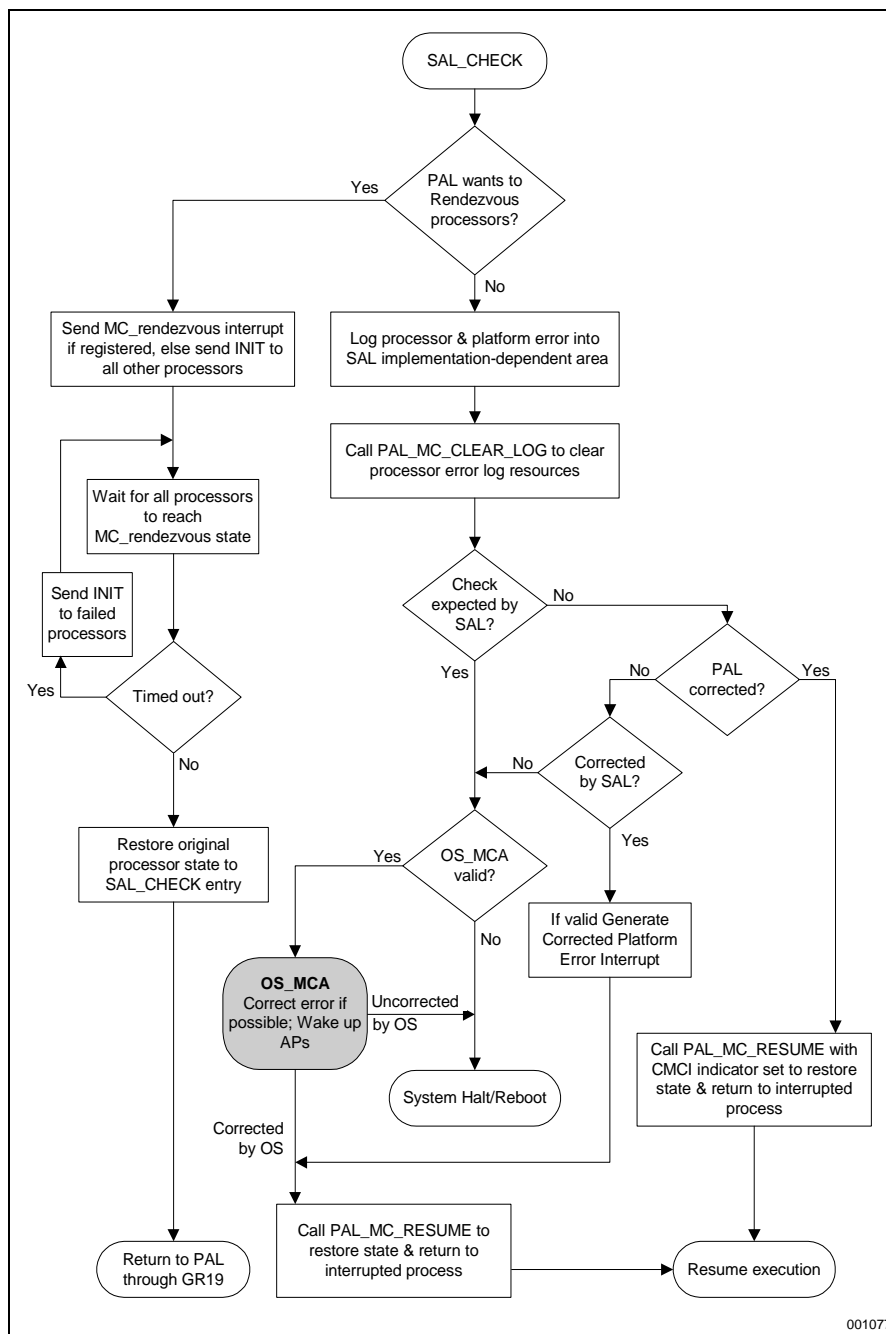 SAL_CHECK
PAL wants to
Rendezvous
processors?
Yes
No
Send MC_rendezvous interrupt
if registered, else send INIT to
all other processors
Log processor & platform error into
SAL implementation-dependent area
Call PAL_MC_CLEAR_LOG to clear
processor error log resources
Wait for all processors
to reach
MC_rendezvous state
Send INIT
to failed
processors
Yes
Timed out?
No
Check
expected by
SAL?
No
Yes
PAL
corrected?
No
Yes
Corrected
by SAL?
No
Yes
Restore original
processor state to
SAL_CHECK entry
OS_MCA
valid?
Yes
No
If valid Generate
Corrected Platform
Error Interrupt
OS_MCA
Correct error if
possible; Wake up
APs
Uncorrected
by OS
System Halt/Reboot
Call PAL_MC_RESUME with
CMCI indicator set to restore
state & return to interrupted
process
Corrected
by OS
Return to PAL
through GR19
Call PAL_MC_RESUME to
restore state & return to
interrupted process
Resume execution
001077